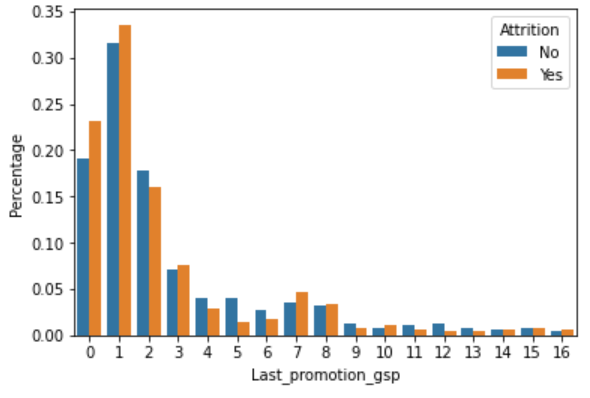 0.35
0.30
0.25
0.20
0.15
0.10
0.05
0.00
Percentage
Attrition
No
Yes
0 1 2 3 4 5 6 7 8 9 10 11 12 13 14 15 16
Last_promotion_gsp